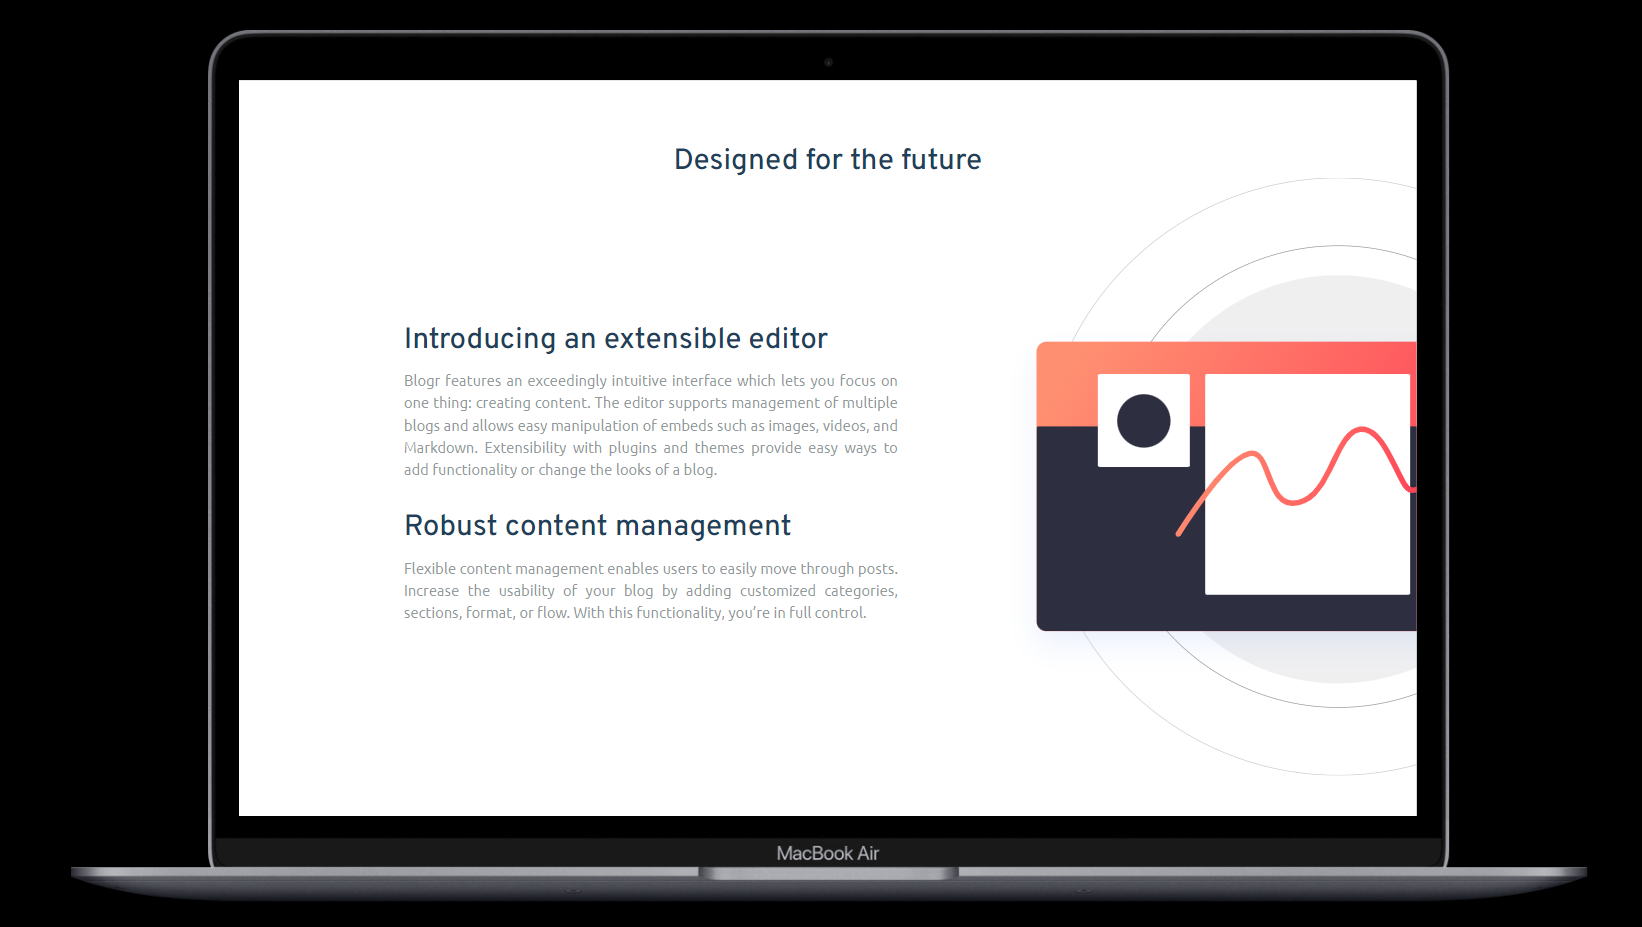 Designed for the future
Introducing an extensible editor
Blogr features an exceedingly intuitive interface which lets you focus on
one thing: creating content. The editor supports management of multiple
blogs and allows easy manipulation of embeds such as images, videos, and
Markdown. Extensibility with plugins and themes provide easy ways to
add functionality or change the looks of a blog.
Robust content management
Flexible content management enables users to easily move through posts.
Increase the usability of your blog by adding customized categories,
sections, format, or flow. With this functionality, you’re in full control.
MacBook Air